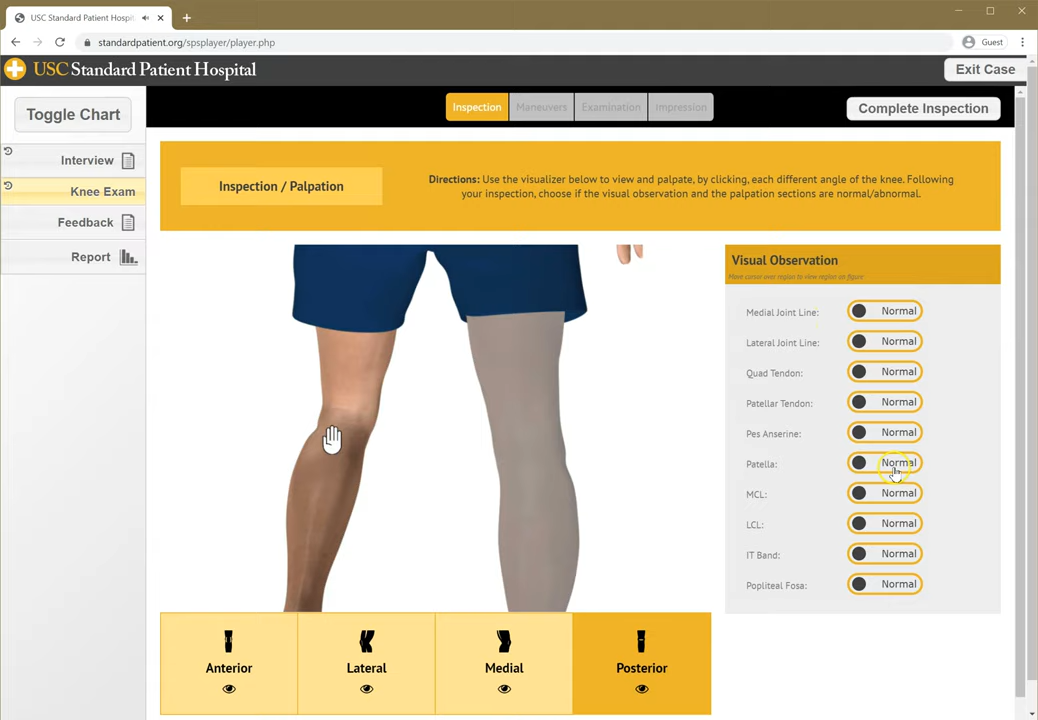 USC Standard Patient Hospit
Guest
standardpatient.org/spsplayer/player.php
USC Standard Patient Hospital
Exit Case
Toggle Chart
Inspection
Maneuvers
Examination
Impression
Complete Inspection
Interview
Knee Exam
Feedback
Report
Inspection / Palpation
Directions: Use the visualizer below to view and palpate, by clicking, each different angle of the knee. Following
your inspection, choose if the visual observation and the palpation sections are normal/abnormal.
Visual Observation
Move cursor over region to view region on figure
Medial Joint Line: Normal
Lateral Joint Line: Normal
Quad Tendon: Normal
Patellar Tendon: Normal
Pes Anserine: Normal
Patella: Normal
MCL: Normal
LCL: Normal
IT Band: Normal
Popliteal Fosa: Normal
Anterior
Lateral
Medial
Posterior